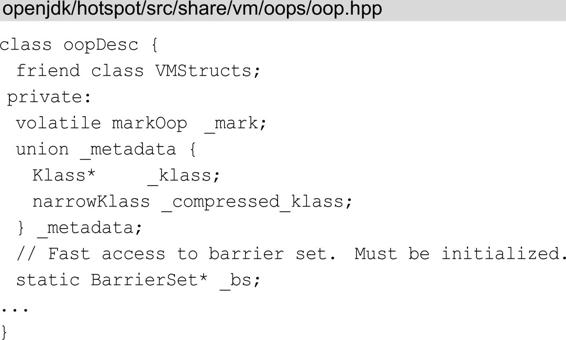 openjdk/hotspot/src/share/vm/oops/oop.hpp
class oopDesc {
  friend class VMStructs;
 private:
  volatile markOop  _mark;
  union _metadata {
    Klass*      _klass;
    narrowKlass _compressed_klass;
  } _metadata;
  // Fast access to barrier set.  Must be initialized.
  static BarrierSet* _bs;
...
}